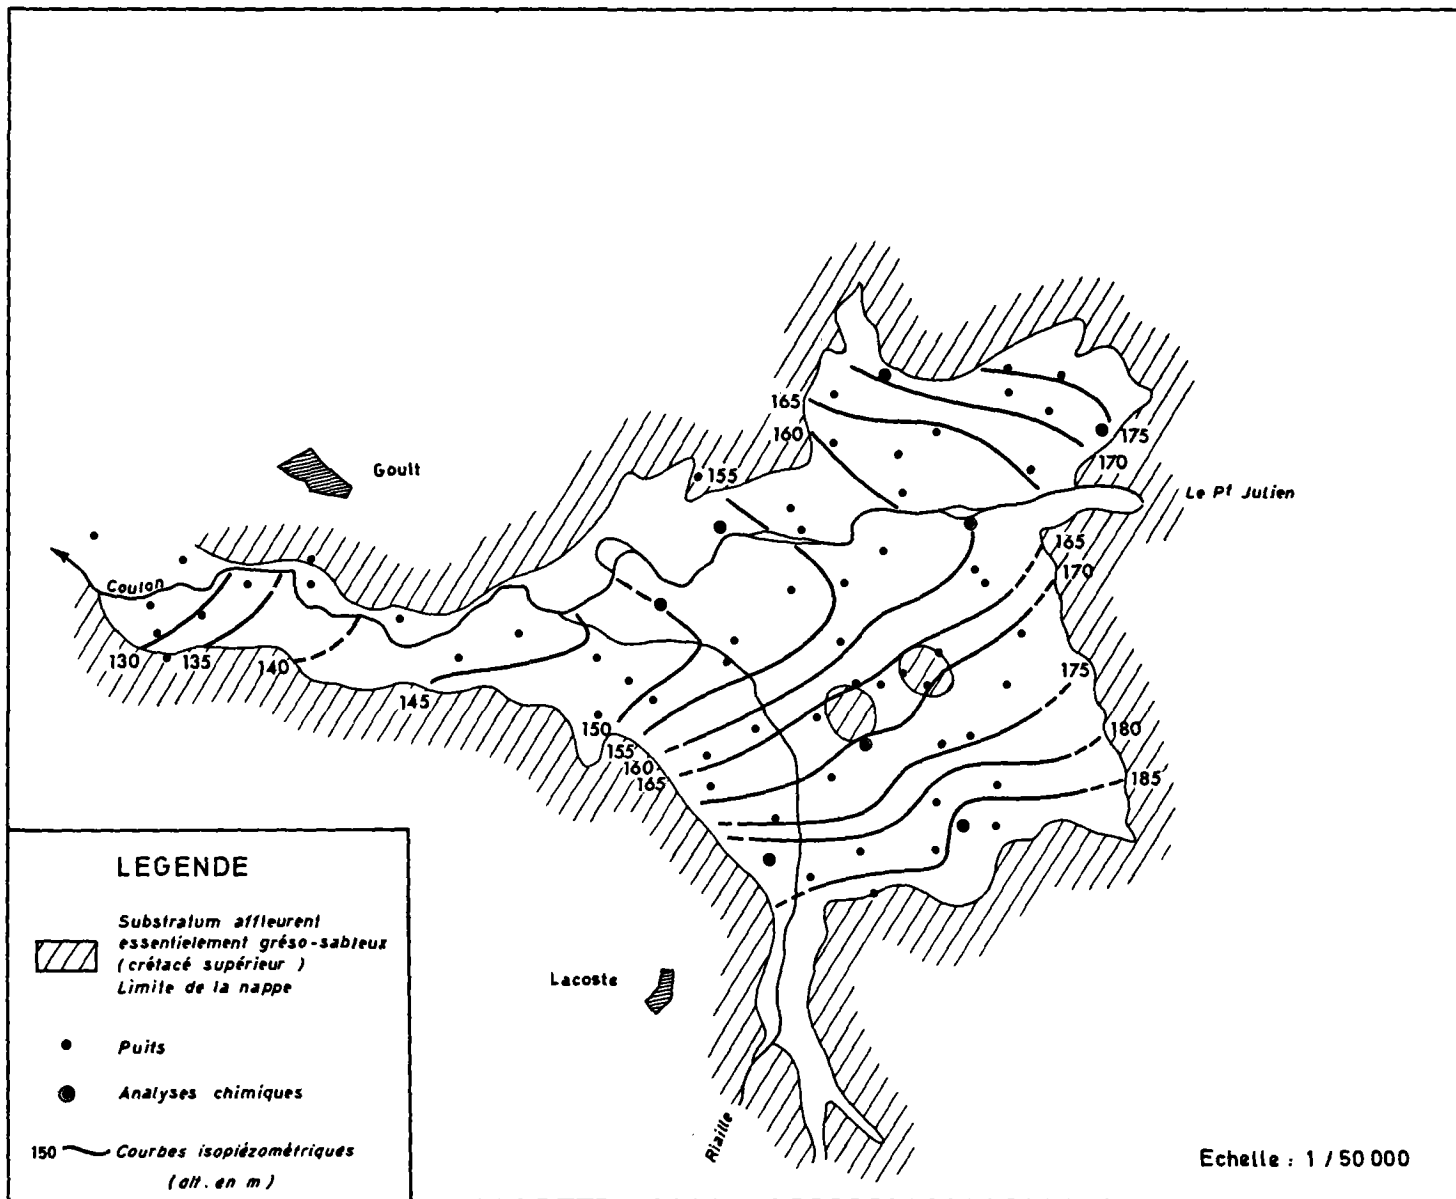 165
160
175
170
Goult
155
Le Pt Julien
165
170
Coulon
130
135
140
145
150
155
160
165
175
180
185
LEGENDE
Substratum affleurent
essentielement gréso-sableux
(crétacé supérieur)
Limite de la nappe
Puits
Analyses chimiques
150 Courbes isopiézométriques
(alt. en m)
Lacoste
Riaille
Echelle : 1 / 50 000